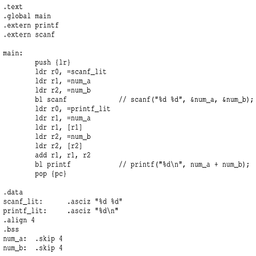 .text
.global main
.extern printf
.extern scanf
main:
push {lr}
ldr r0, =scanf_lit
ldr r1, =num_a
ldr r2, =num_b
bl scanf // scanf("%d %d", &num_a, &num_b);
ldr r0, =printf_lit
ldr r1, =num_a
ldr r1, [r1]
ldr r2, =num_b
ldr r2, [r2]
add r1, r1, r2
bl printf // printf("%d\n", num_a + num_b);
pop {pc}
.data
scanf_lit: .asciz "%d %d"
printf_lit: .asciz "%d\n"
.align 4
.bss
num_a: .skip 4
num_b: .skip 4